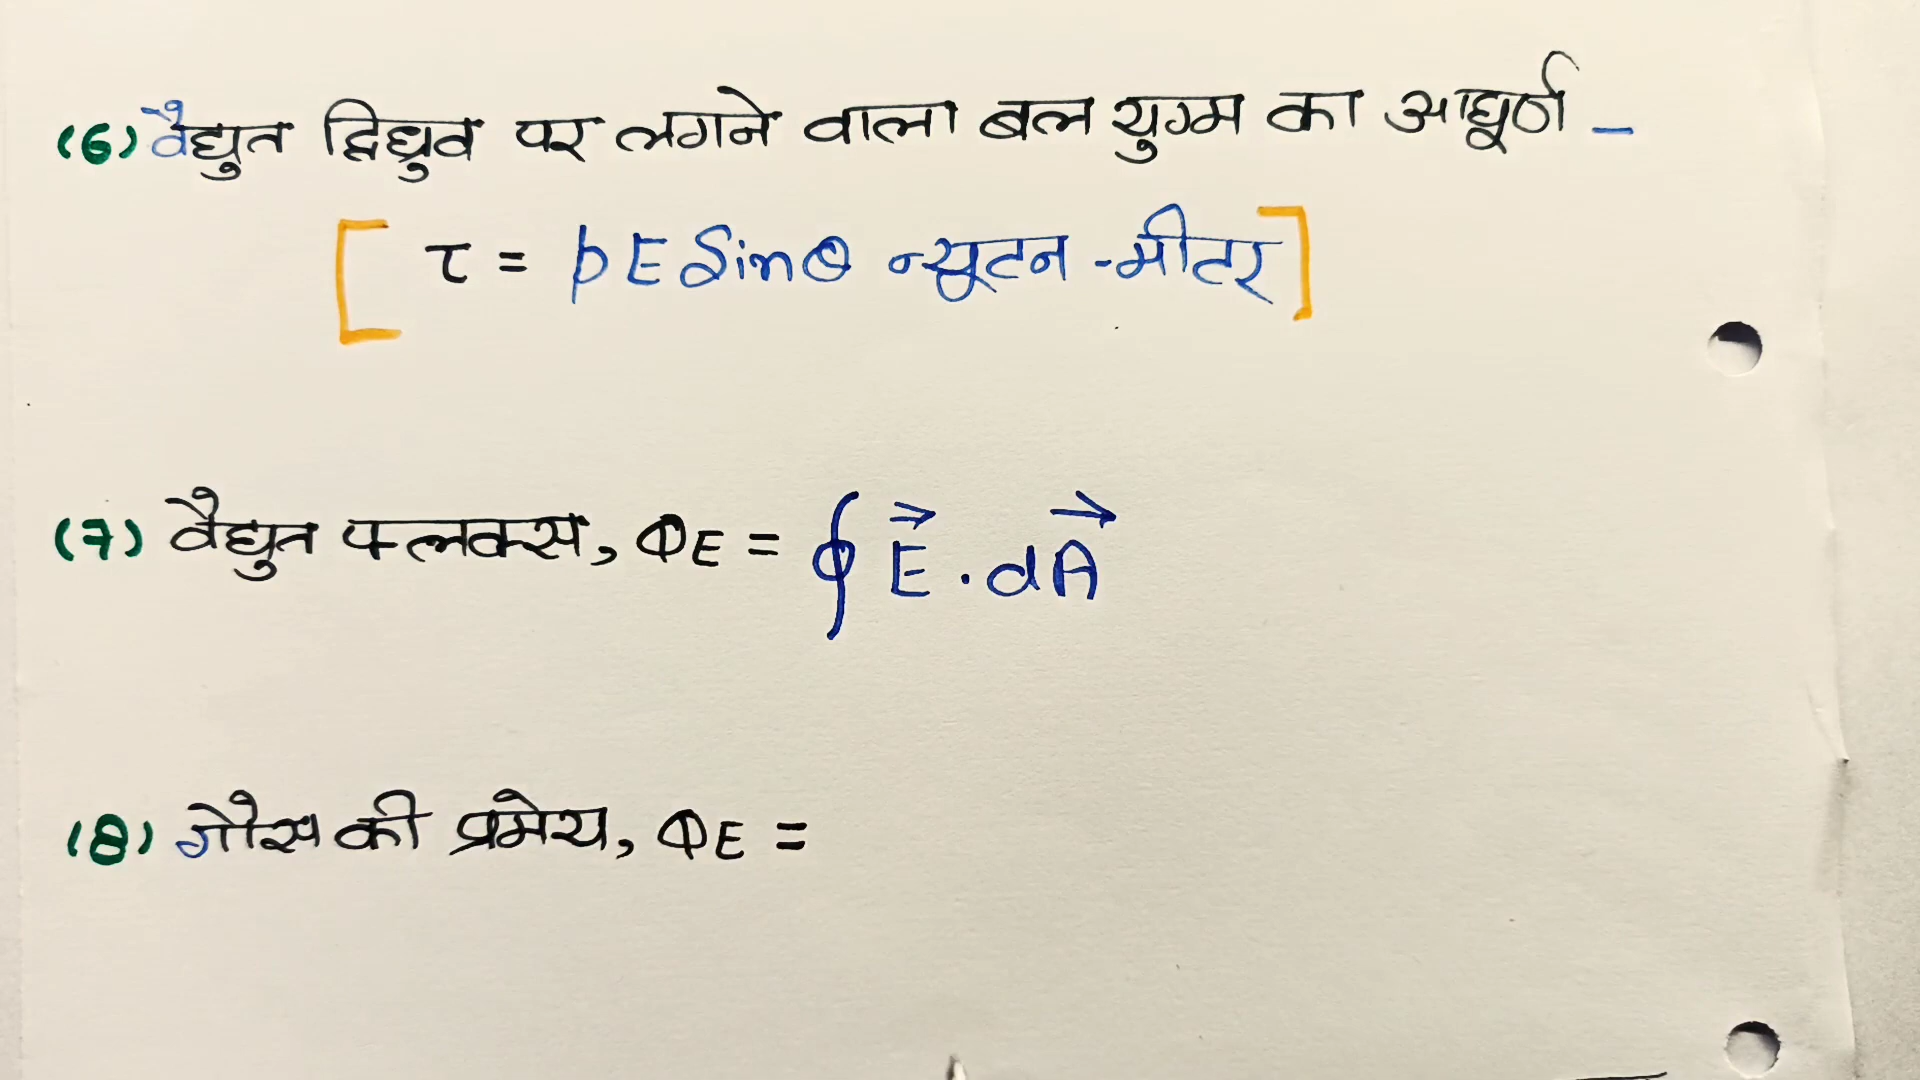 (6) वैद्युत द्विध्रुव पर लगने वाला बल युग्म का आघूर्ण -
[ τ = pE Sinθ न्यूटन - मीटर ]
(7) वैद्युत फ्लक्स, ΦE = ∮ E⃗ . dA⃗
(8) गौस की प्रमेय, ΦE =